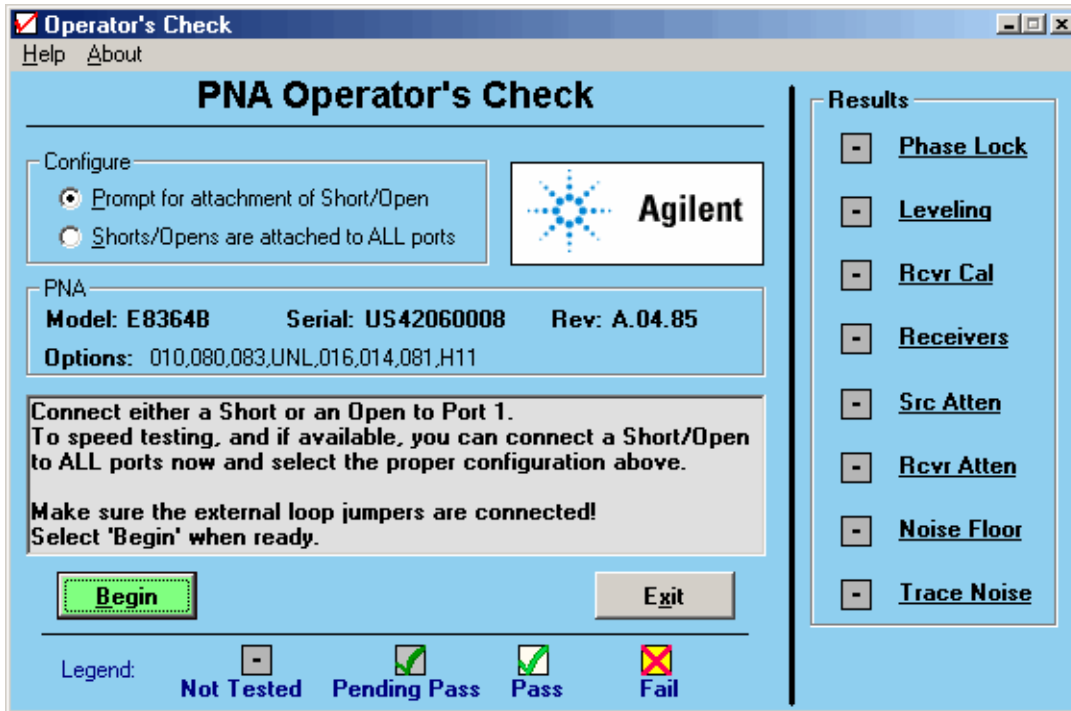 Operator's Check
Help About
PNA Operator's Check
Configure
Prompt for attachment of Short/Open
Shorts/Opens are attached to ALL ports
Agilent
PNA
Model: E8364B Serial: US42060008 Rev: A.04.85
Options: 010,080,083,UNL,016,014,081,H11
Connect either a Short or an Open to Port 1.
To speed testing, and if available, you can connect a Short/Open
to ALL ports now and select the proper configuration above.
Make sure the external loop jumpers are connected!
Select 'Begin' when ready.
Begin
Exit
Legend:
- Not Tested
Pending Pass
Pass
Fail
Results
- Phase Lock
- Leveling
- Rcvr Cal
- Receivers
- Src Atten
- Rcvr Atten
- Noise Floor
- Trace Noise